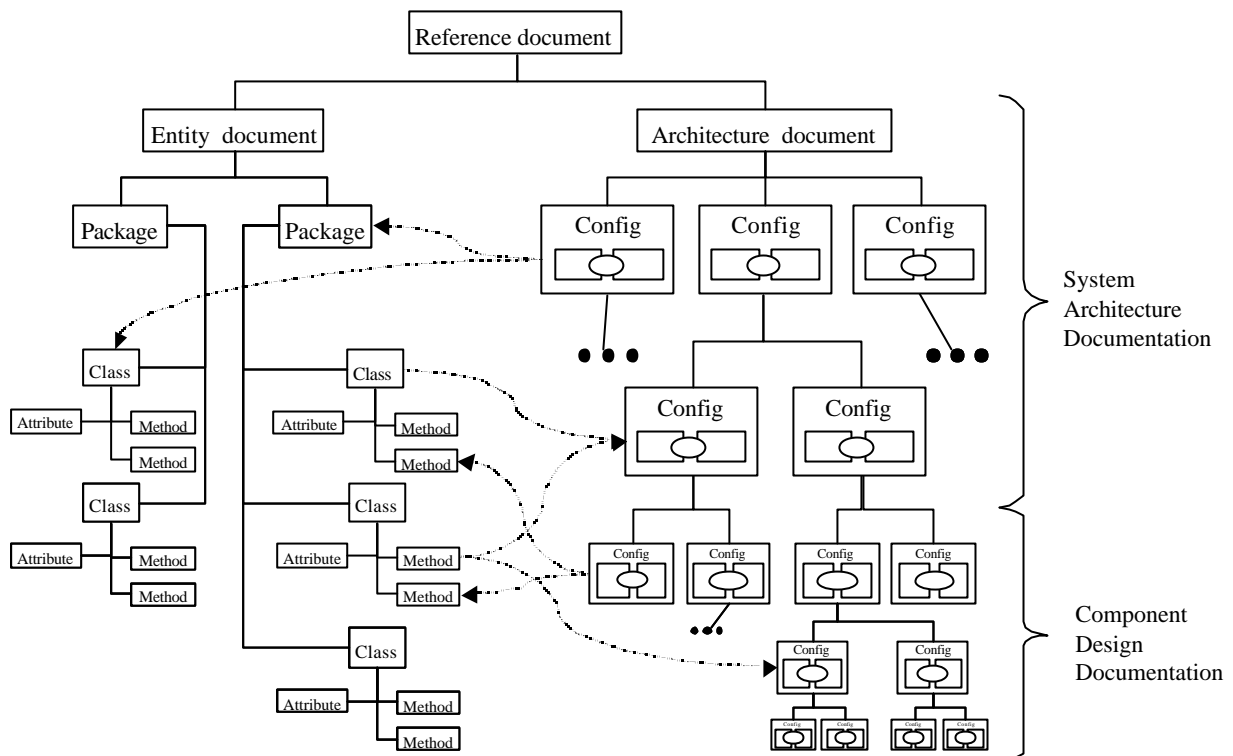 Reference document
Entity document
Architecture document
Package
Package
Config
Config
Config
System
Architecture
Documentation
Class
Attribute
Method
Method
Class
Attribute
Method
Method
Class
Attribute
Method
Method
Class
Attribute
Method
Method
Class
Attribute
Method
Method
Config
Config
Config
Config
Config
Config
Config
Config
Config
Config
Config
Config
Component
Design
Documentation